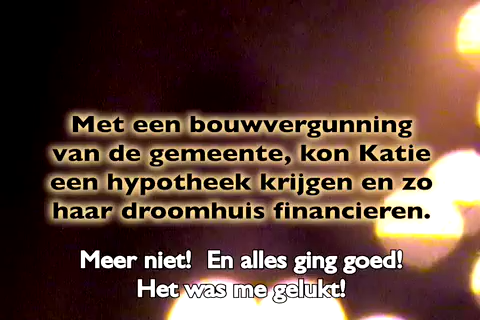 Met een bouwvergunning
van de gemeente, kon Katie
een hypotheek krijgen en zo
haar droomhuis financieren.
Meer niet! En alles ging goed!
Het was me gelukt!